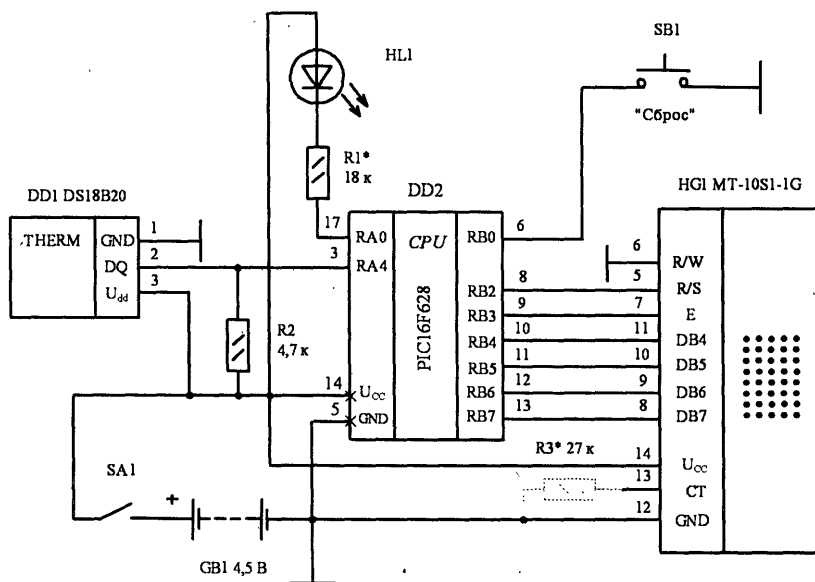 HL1
SB1
"Сброс"
R1*
18 к
DD1 DS18B20
DD2
HG1 MT-10S1-1G
THERM
GND
1
DQ
2
Udd
3
17
RA0
CPU
RB0
6
3
RA4
PIC16F628
RB2
8
RB3
9
RB4
10
RB5
11
RB6
12
RB7
13
6
R/W
5
R/S
7
E
11
DB4
10
DB5
9
DB6
8
DB7
R2
4,7 к
14
UCC
5
GND
R3* 27 к
14
UCC
13
CT
12
GND
SA1
+
GB1 4,5 В